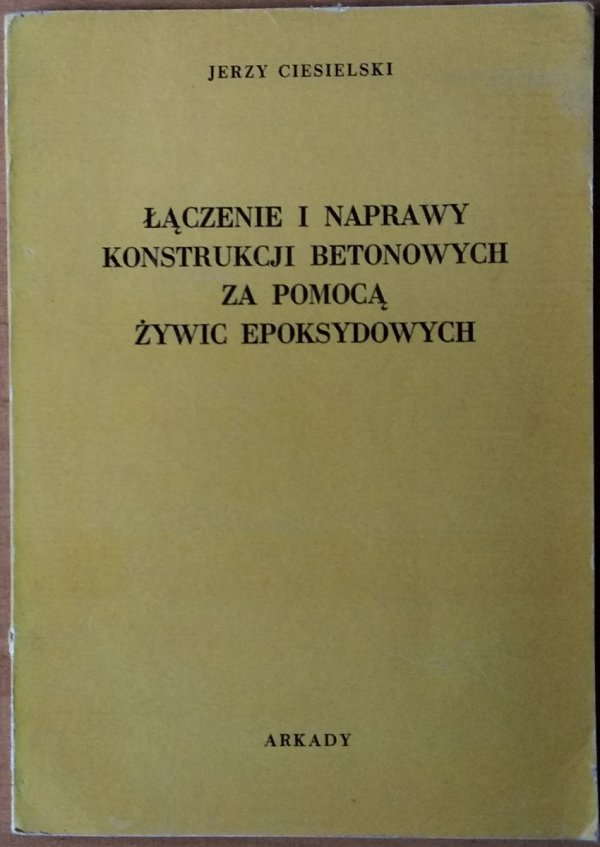 JERZY CIESIELSKI
ŁĄCZENIE I NAPRAWY
KONSTRUKCJI BETONOWYCH
ZA POMOCĄ
ŻYWIC EPOKSYDOWYCH
ARKADY